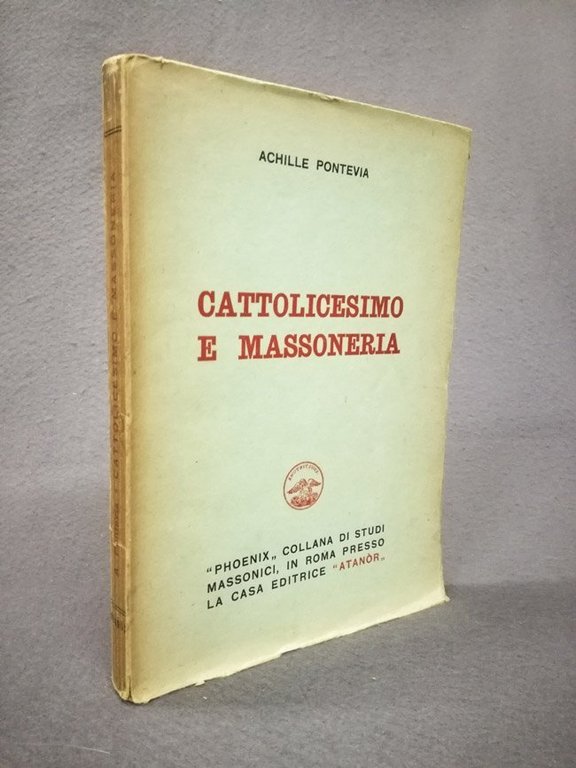 ACHILLE PONTEVIA
CATTOLICESIMO
E MASSONERIA
"PHOENIX„ COLLANA DI STUDI
MASSONICI, IN ROMA PRESSO
LA CASA EDITRICE "ATANÒR„
CATTOLICESIMO E MASSONERIA